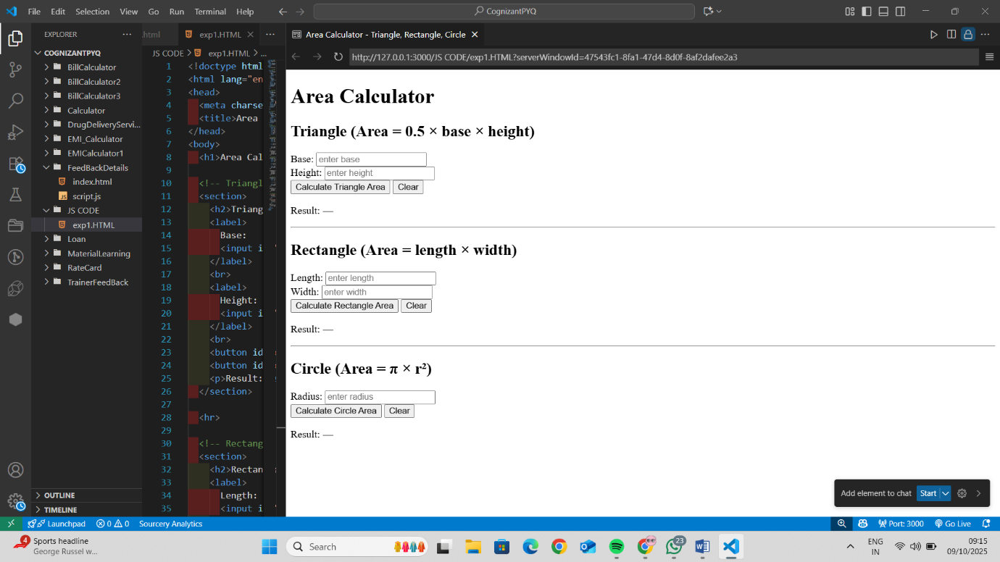 File Edit Selection View Go Run Terminal Help
CognizantPYQ
EXPLORER
COGNIZANTPYQ
BillCalculator
BillCalculator2
BillCalculator3
Calculator
DrugDeliveryServi...
EMI_Calculator
EMICalculator1
FeedBackDetails
index.html
JS script.js
JS CODE
exp1.HTML
Loan
MaterialLearning
RateCard
TrainerFeedBack
OUTLINE
TIMELINE
.html exp1.HTML
JS CODE > exp1.HTML > ...
1 <!doctype html
2 <html lang="en
3 <head>
4 <meta charse
5 <title>Area
6 </head>
7 <body>
8 <h1>Area Cal
9
10 <!-- Triangl
11 <section>
12 <h2>Triang
13 <label>
14 Base:
15 <input i
16 </label>
17 <br>
18 <label>
19 Height:
20 <input i
21 </label>
22 <br>
23 <button id
24 <button id
25 <p>Result:
26 </section>
27
28 <hr>
29
30 <!-- Rectang
31 <section>
32 <h2>Rectan
33 <label>
34 Length:
35 <input i
Area Calculator - Triangle, Rectangle, Circle
http://127.0.0.1:3000/JS CODE/exp1.HTML?serverWindowId=47543fc1-8fa1-47d4-8d0f-8af2dafee2a3
Area Calculator
Triangle (Area = 0.5 × base × height)
Base: enter base
Height: enter height
Calculate Triangle Area Clear
Result: —
Rectangle (Area = length × width)
Length: enter length
Width: enter width
Calculate Rectangle Area Clear
Result: —
Circle (Area = π × r²)
Radius: enter radius
Calculate Circle Area Clear
Result: —
Add element to chat Start
Launchpad 0 0 Sourcery Analytics
Port: 3000 Go Live
4 Sports headline
George Russel w...
Search
23
ENG
IN
09:15
09/10/2025